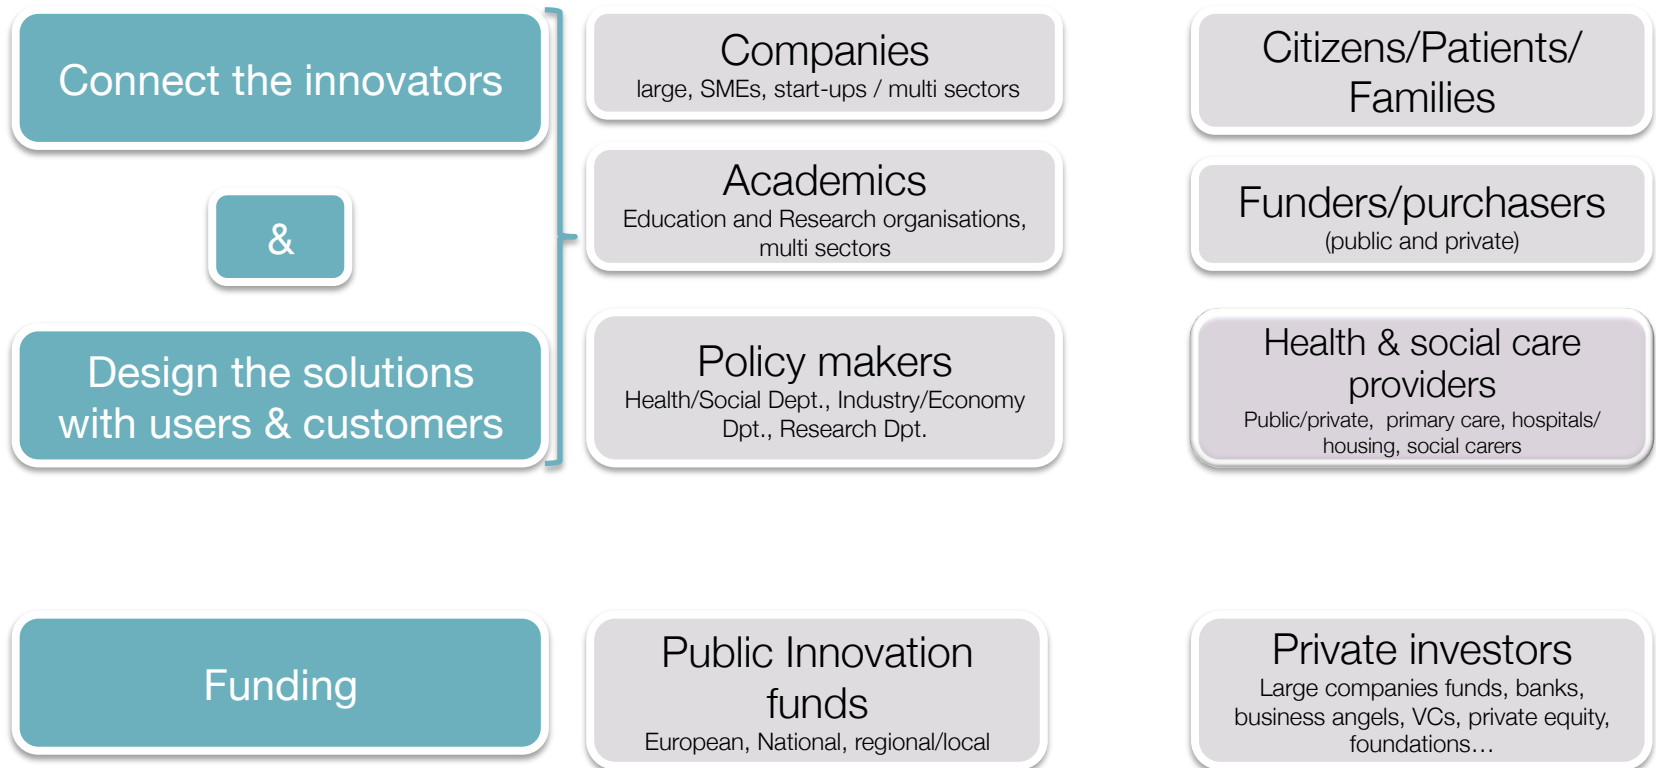 Connect the innovators
&
Design the solutions
with users & customers
Companies
large, SMEs, start-ups / multi sectors
Academics
Education and Research organisations,
multi sectors
Policy makers
Health/Social Dept., Industry/Economy
Dpt., Research Dpt.
Citizens/Patients/
Families
Funders/purchasers
(public and private)
Health & social care
providers
Public/private, primary care, hospitals/
housing, social carers
Funding
Public Innovation
funds
European, National, regional/local
Private investors
Large companies funds, banks,
business angels, VCs, private equity,
foundations…